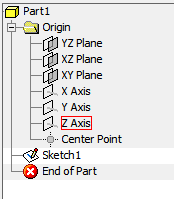 Part1
Origin
YZ Plane
XZ Plane
XY Plane
X Axis
Y Axis
Z Axis
Center Point
Sketch1
End of Part